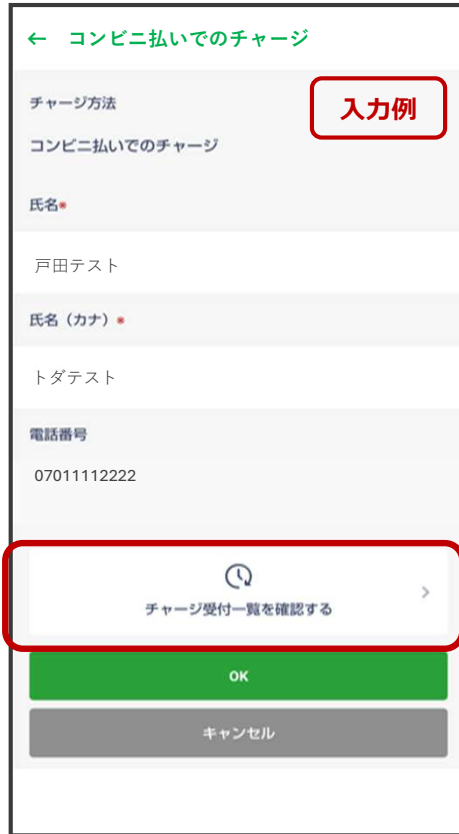 ← コンビニ払いでのチャージ
チャージ方法
入力例
コンビニ払いでのチャージ
氏名*
戸田テスト
氏名（カナ）*
トダテスト
電話番号
07011112222
チャージ受付一覧を確認する
OK
キャンセル